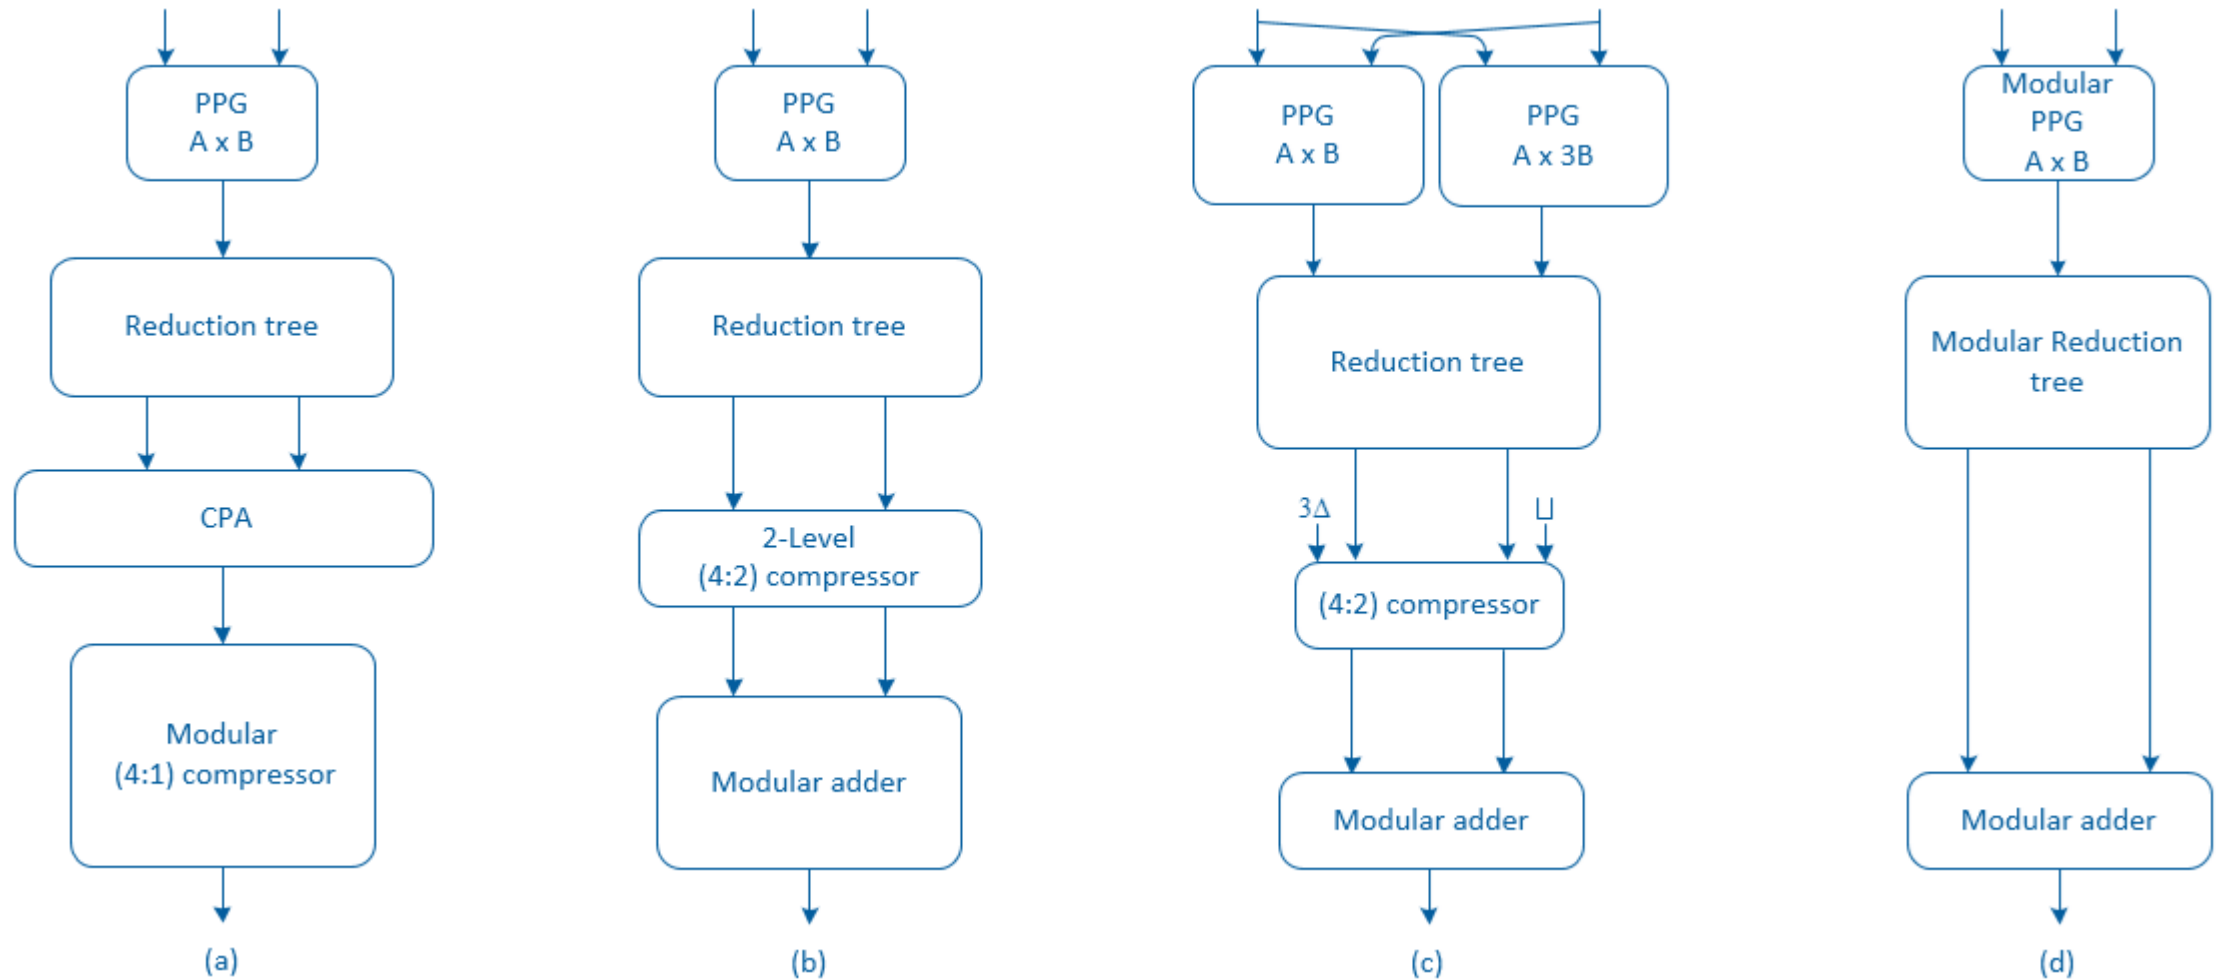 PPG
A x B
Reduction tree
CPA
Modular
(4:1) compressor
(a)
PPG
A x B
Reduction tree
2-Level
(4:2) compressor
Modular adder
(b)
PPG
A x B
PPG
A x 3B
Reduction tree
3Δ
⊔
(4:2) compressor
Modular adder
(c)
Modular
PPG
A x B
Modular Reduction
tree
Modular adder
(d)